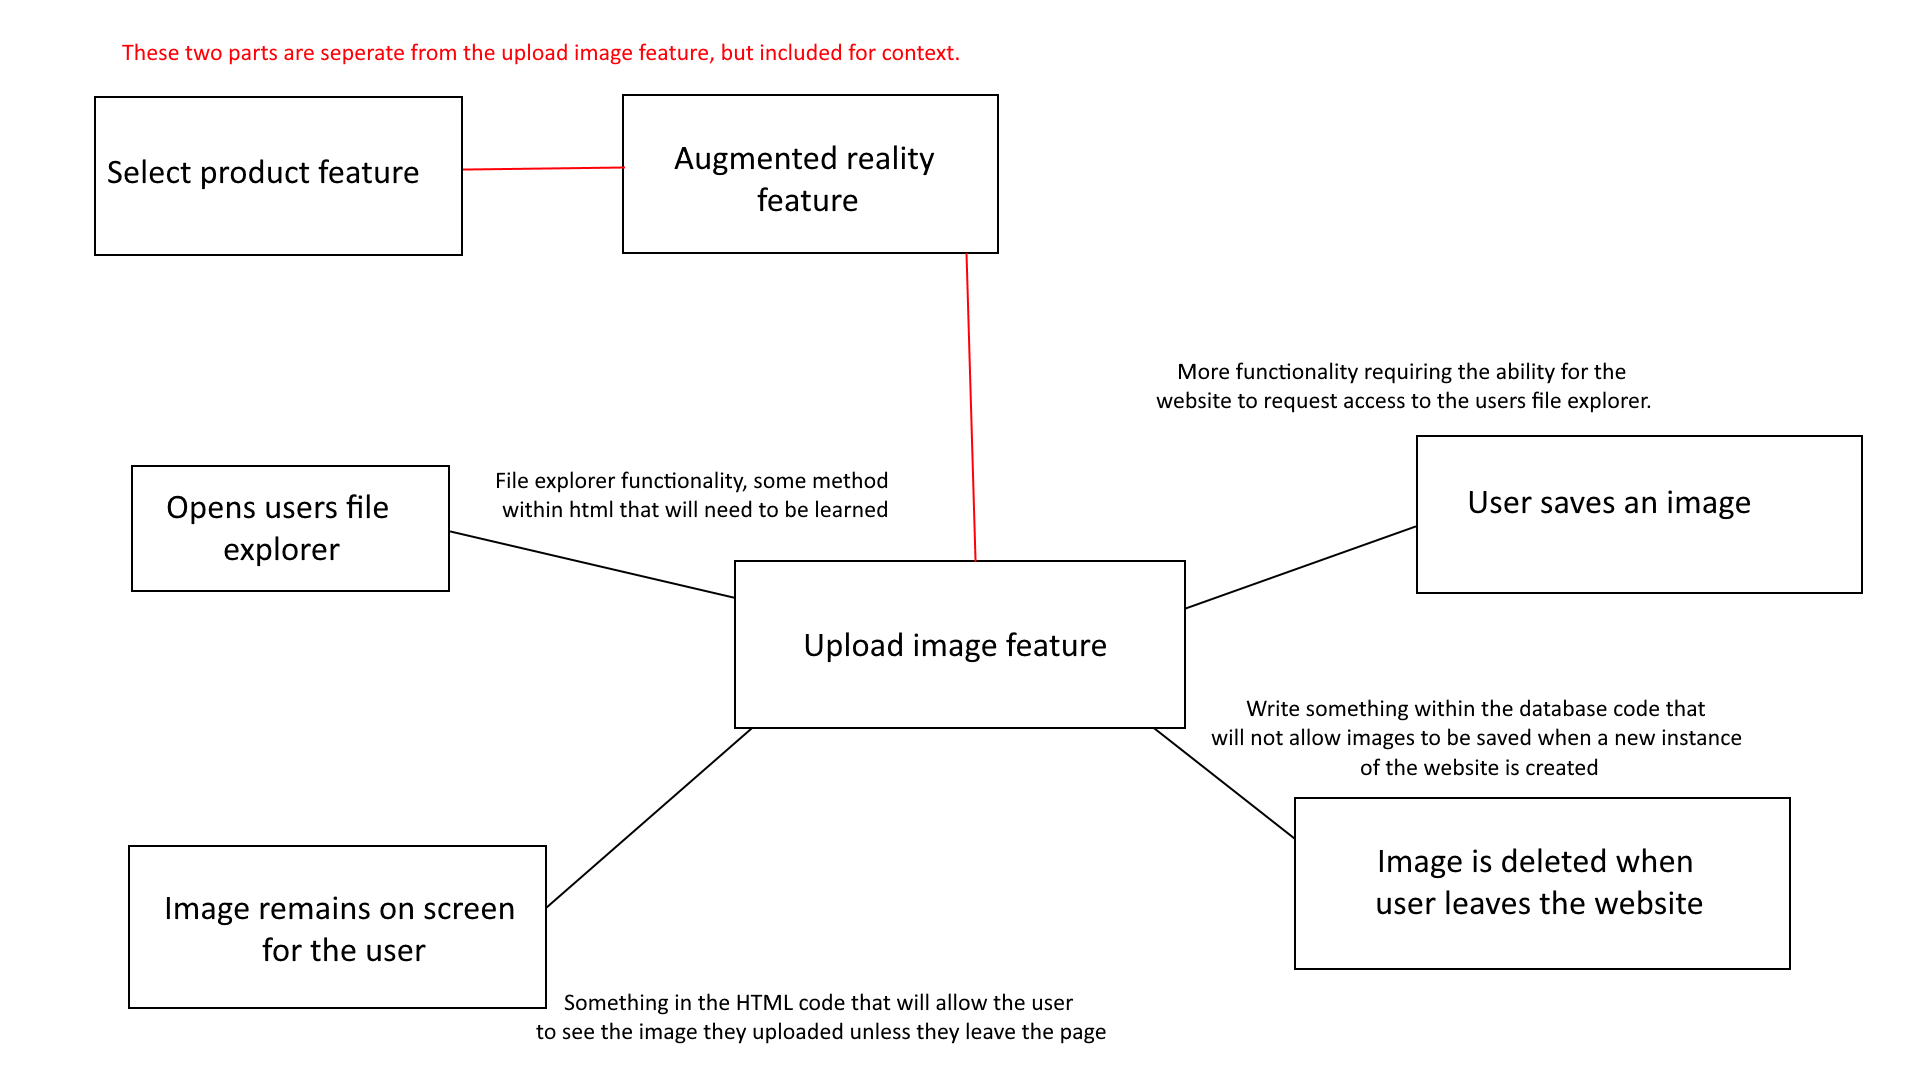 These two parts are seperate from the upload image feature, but included for context.
Select product feature
Augmented reality
feature
More functionality requiring the ability for the
website to request access to the users file explorer.
Opens users file
explorer
File explorer functionality, some method
within html that will need to be learned
User saves an image
Upload image feature
Write something within the database code that
will not allow images to be saved when a new instance
of the website is created
Image is deleted when
user leaves the website
Image remains on screen
for the user
Something in the HTML code that will allow the user
to see the image they uploaded unless they leave the page